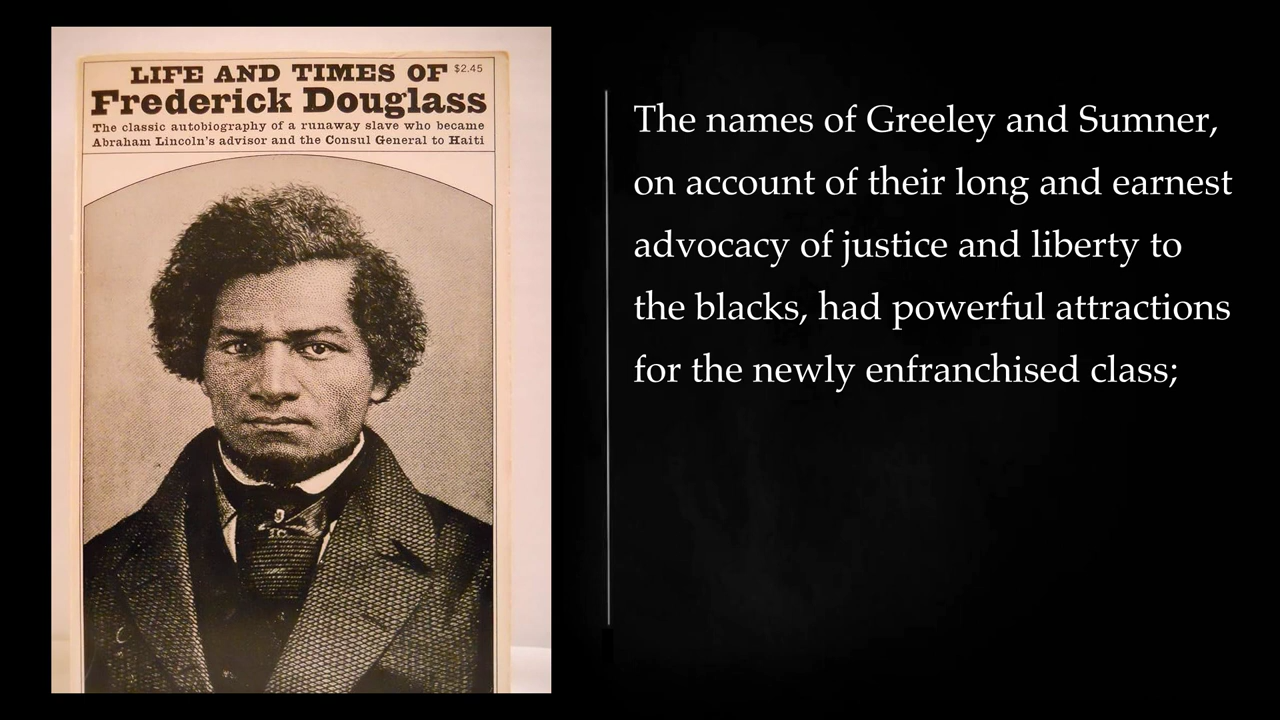 LIFE AND TIMES OF $2.45
Frederick Douglass
The classic autobiography of a runaway slave who became
Abraham Lincoln's advisor and the Consul General to Haiti
The names of Greeley and Sumner,
on account of their long and earnest
advocacy of justice and liberty to
the blacks, had powerful attractions
for the newly enfranchised class;